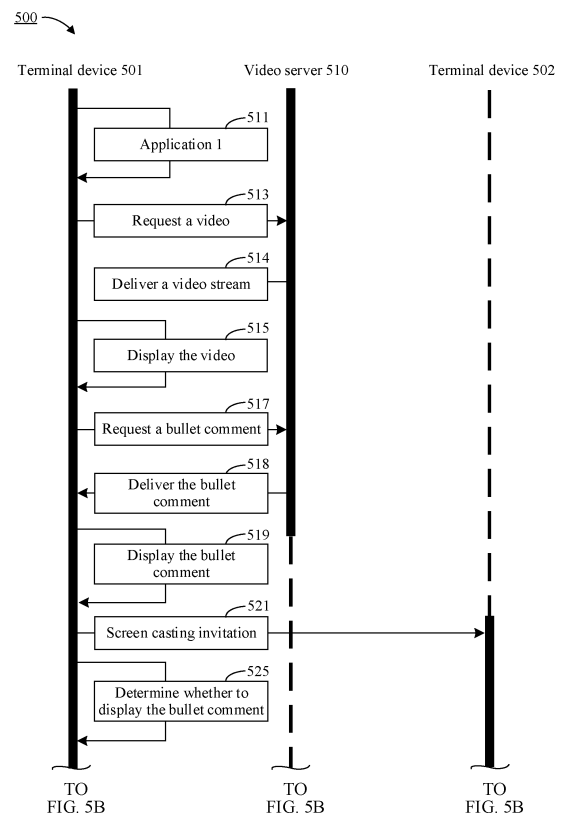 500
Terminal device 501
Video server 510
Terminal device 502
511
Application 1
513
Request a video
514
Deliver a video stream
515
Display the video
517
Request a bullet comment
518
Deliver the bullet
comment
519
Display the bullet
comment
521
Screen casting invitation
525
Determine whether to
display the bullet comment
TO
FIG. 5B
TO
FIG. 5B
TO
FIG. 5B